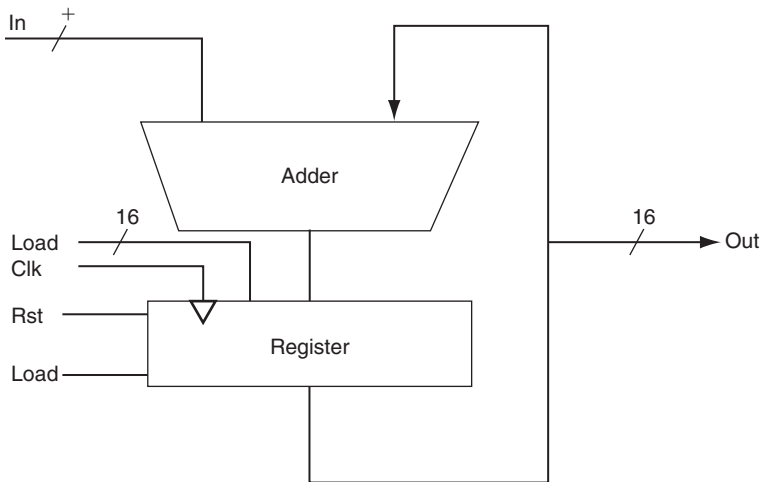 In
+
Adder
16
Load
Clk
16
Out
Rst
Register
Load